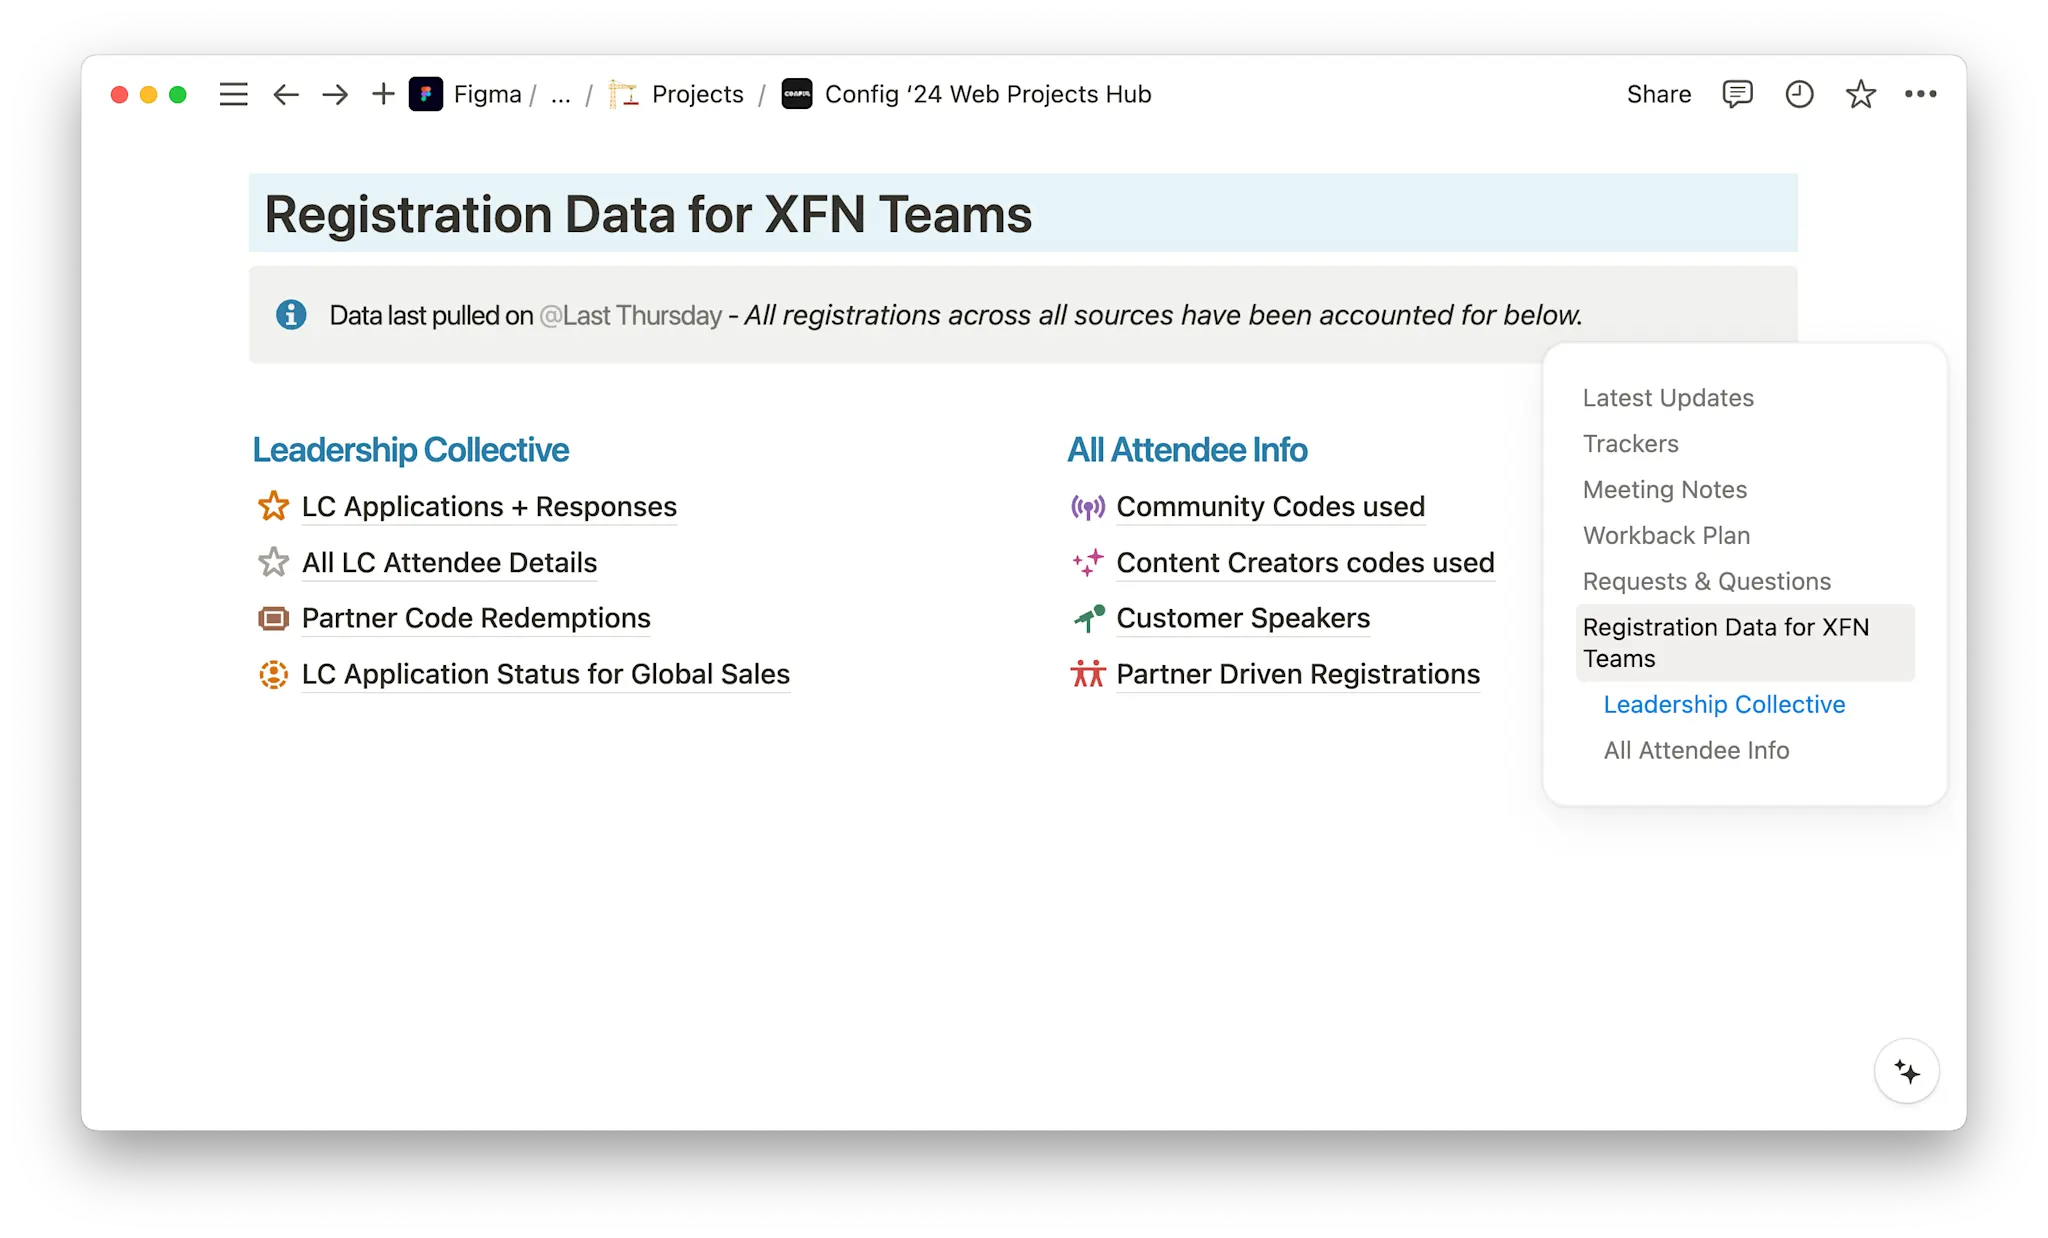 Figma / ... / Projects / Config ‘24 Web Projects Hub
Share
Registration Data for XFN Teams
Data last pulled on @Last Thursday - All registrations across all sources have been accounted for below.
Leadership Collective
LC Applications + Responses
All LC Attendee Details
Partner Code Redemptions
LC Application Status for Global Sales
All Attendee Info
Community Codes used
Content Creators codes used
Customer Speakers
Partner Driven Registrations
Latest Updates
Trackers
Meeting Notes
Workback Plan
Requests & Questions
Registration Data for XFN
Teams
Leadership Collective
All Attendee Info